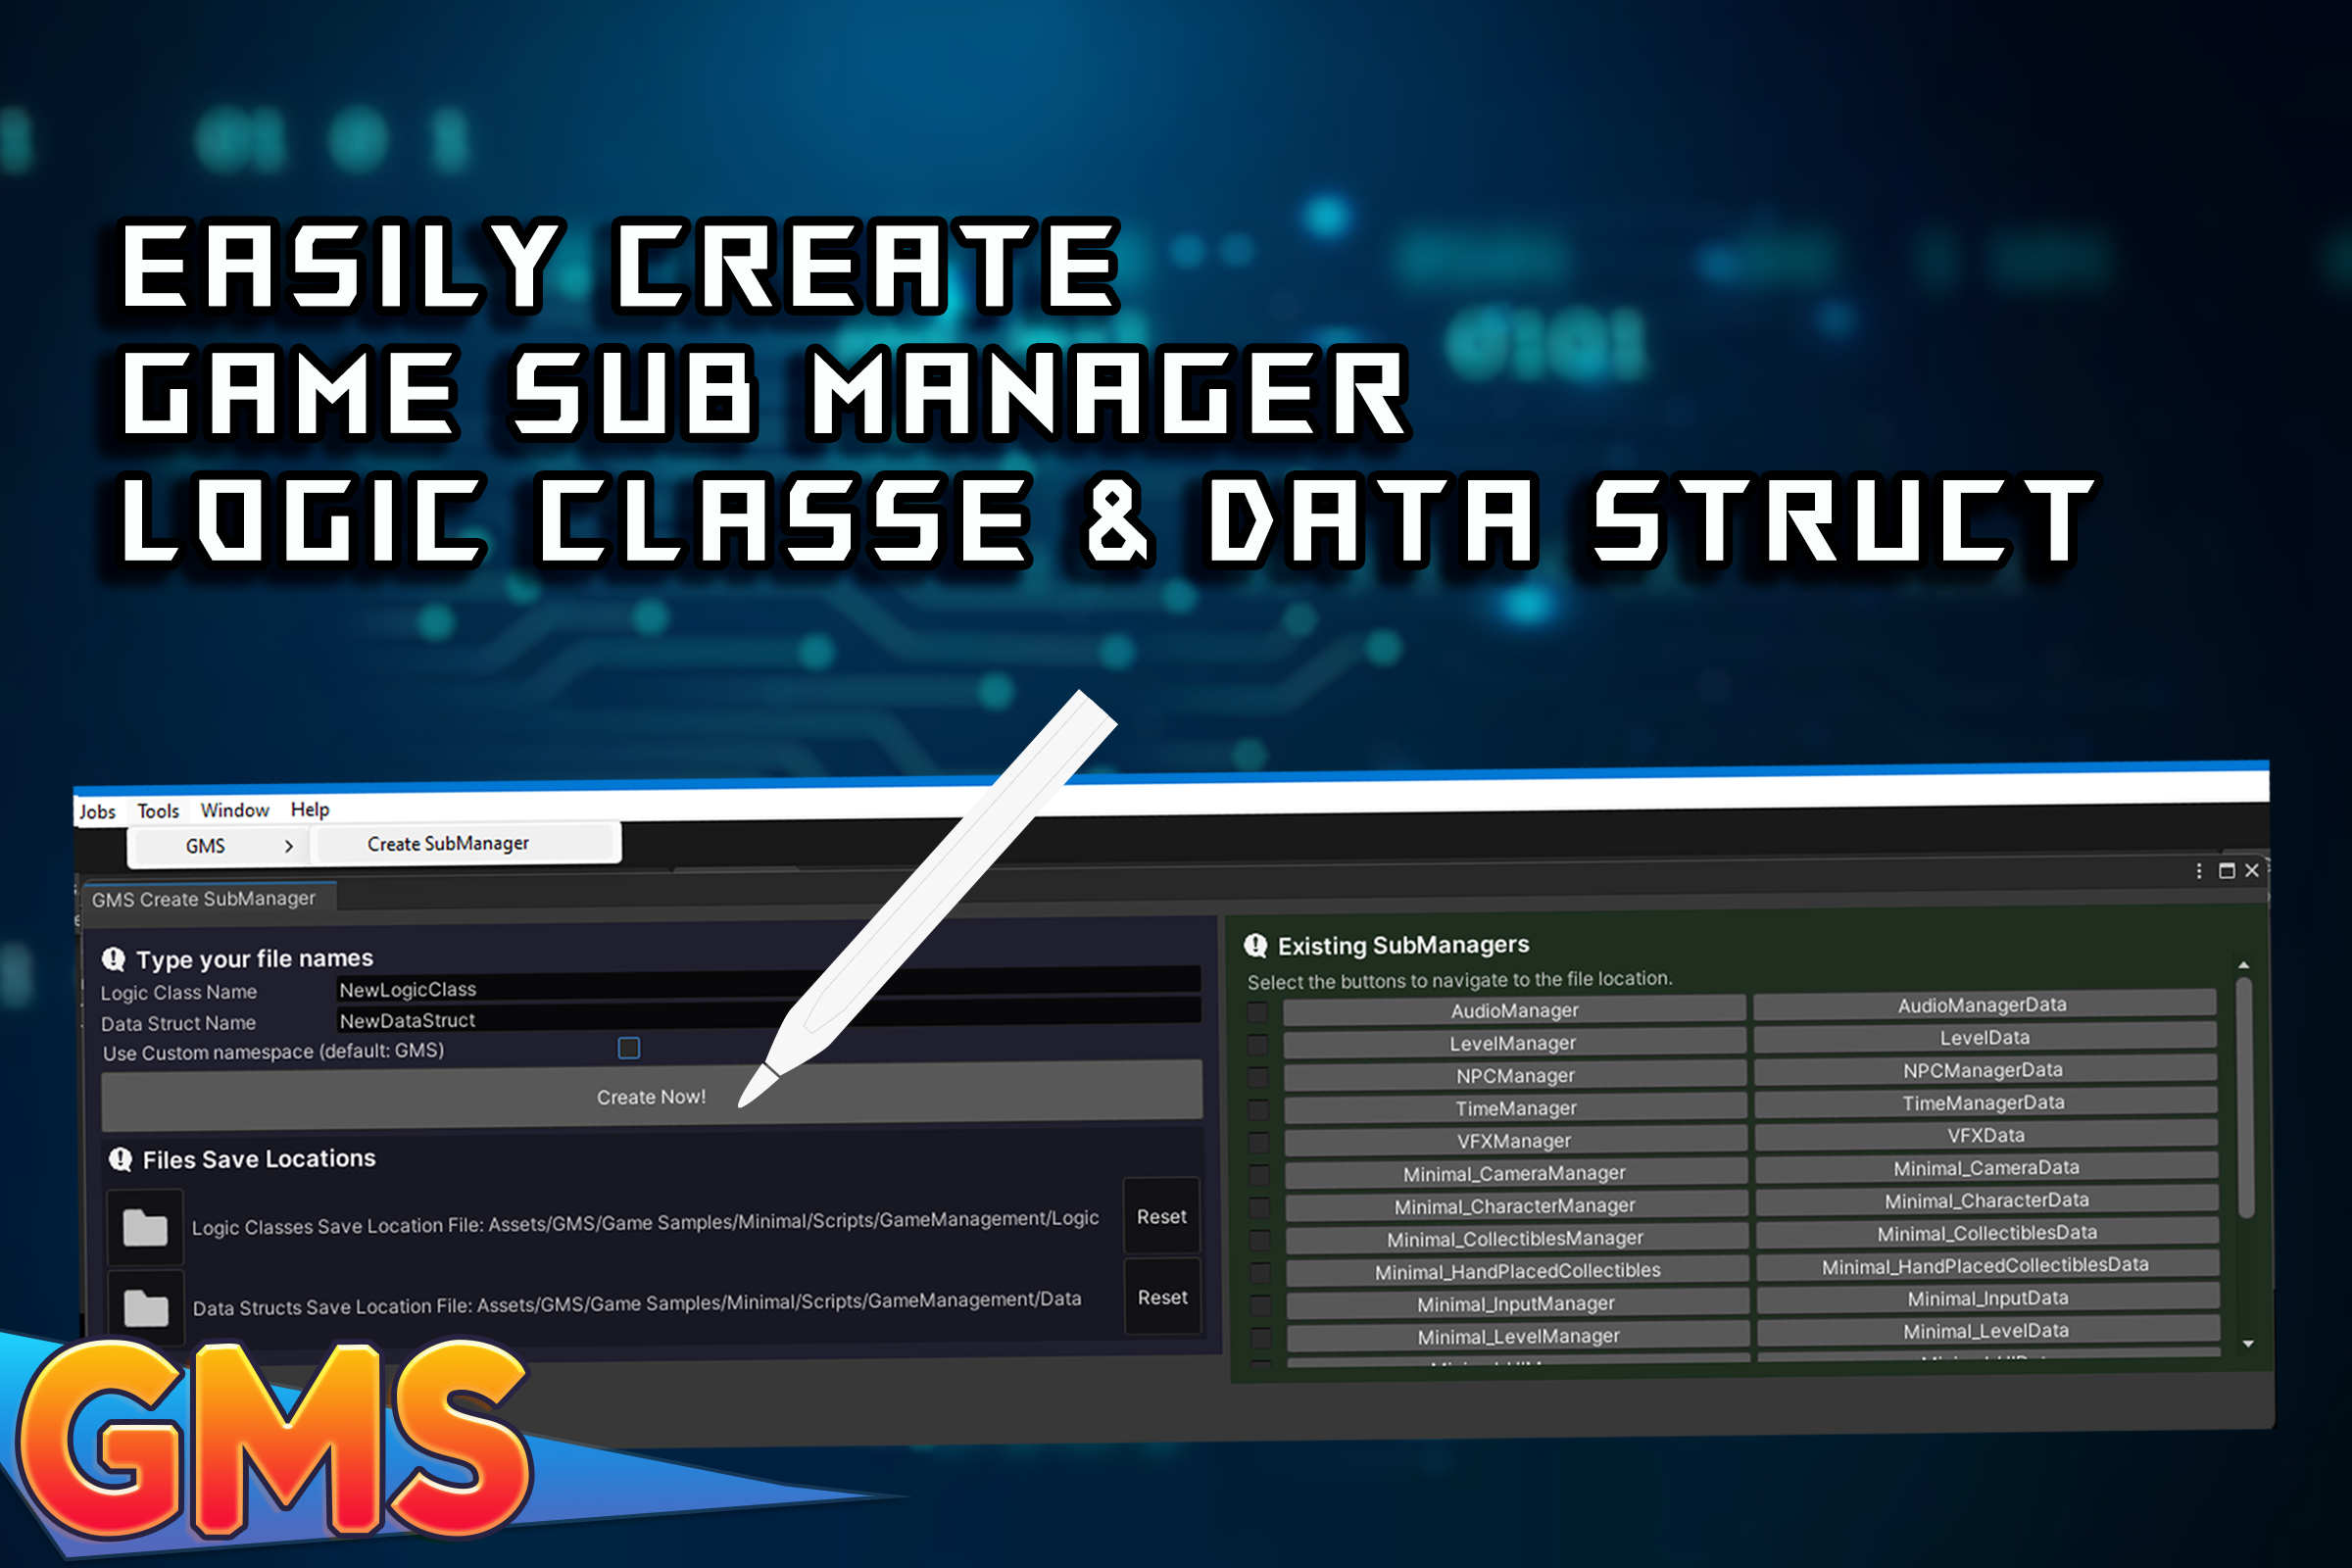 EASILY CREATE
GAME SUB MANAGER
LOGIC CLASSE & DATA STRUCT
Jobs Tools Window Help
GMS > Create SubManager
GMS Create SubManager
Type your file names
Logic Class Name NewLogicClass
Data Struct Name NewDataStruct
Use Custom namespace (default: GMS)
Create Now!
Files Save Locations
Logic Classes Save Location File: Assets/GMS/Game Samples/Minimal/Scripts/GameManagement/Logic Reset
Data Structs Save Location File: Assets/GMS/Game Samples/Minimal/Scripts/GameManagement/Data Reset
Existing SubManagers
Select the buttons to navigate to the file location.
AudioManager AudioManagerData
LevelManager LevelData
NPCManager NPCManagerData
TimeManager TimeManagerData
VFXManager VFXData
Minimal_CameraManager Minimal_CameraData
Minimal_CharacterManager Minimal_CharacterData
Minimal_CollectiblesManager Minimal_CollectiblesData
Minimal_HandPlacedCollectibles Minimal_HandPlacedCollectiblesData
Minimal_InputManager Minimal_InputData
Minimal_LevelManager Minimal_LevelData
GMS